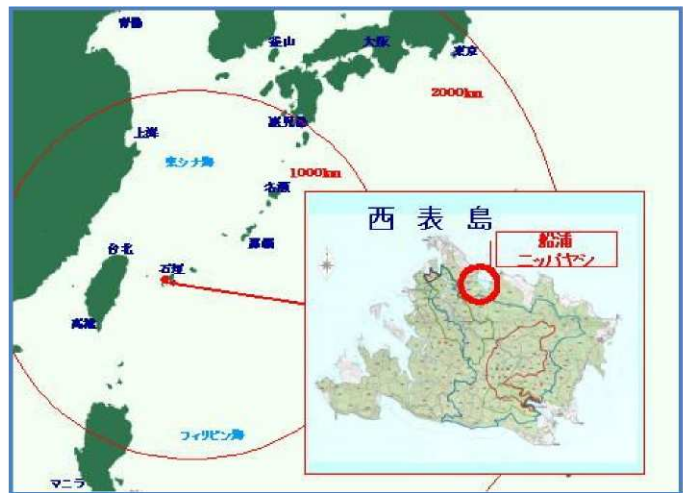 青島
釜山
大阪
東京
2000km
鹿児島
上海
東シナ海
1000km
名瀬
那覇
台北
石垣
高雄
フィリピン海
マニラ
西表島
船浦
ニッパヤシ